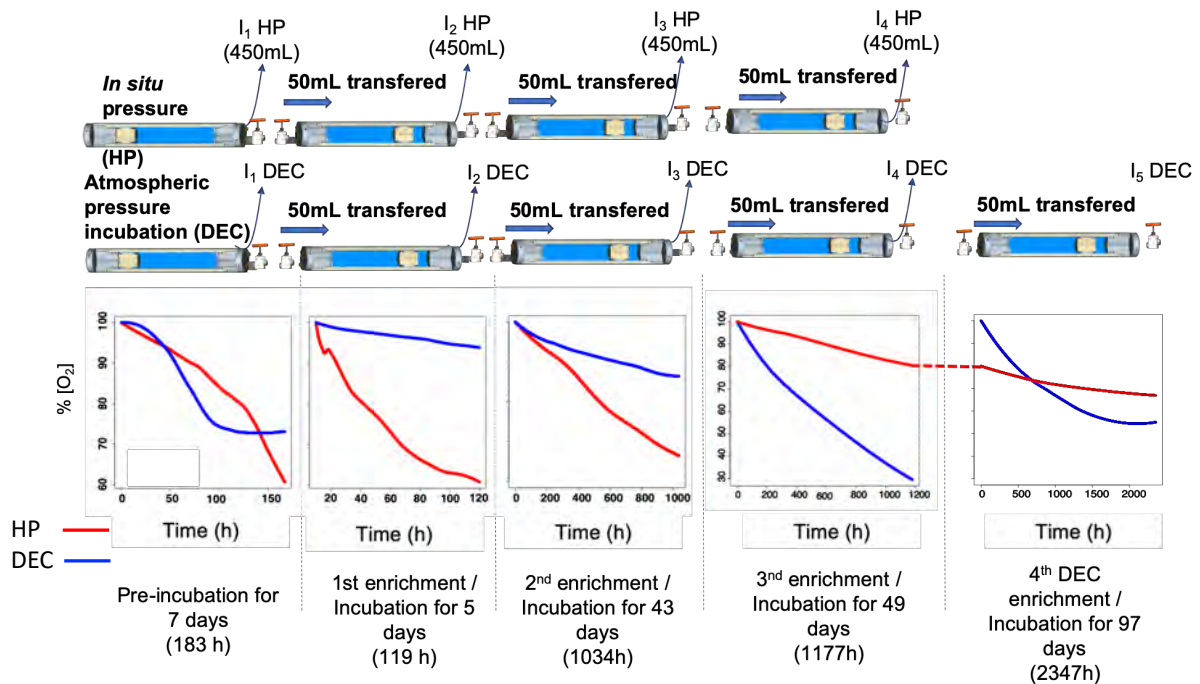 I₁ HP
(450mL)
I₂ HP
(450mL)
I₃ HP
(450mL)
I₄ HP
(450mL)
In situ
pressure
(HP)
50mL transfered
50mL transfered
50mL transfered
Atmospheric
pressure
incubation (DEC)
I₁ DEC
I₂ DEC
I₃ DEC
I₄ DEC
I₅ DEC
50mL transfered
50mL transfered
50mL transfered
50mL transfered
% [O₂]
100
90
80
70
60
0 50 100 150
Time (h)
20 40 60 80 100 120
Time (h)
0 200 400 600 800 1000
Time (h)
100
90
80
70
60
50
40
30
0 200 400 600 800 1000 1200
Time (h)
0 500 1000 1500 2000
Time (h)
HP
DEC
Pre-incubation for
7 days
(183 h)
1st enrichment /
Incubation for 5
days
(119 h)
2nd enrichment /
Incubation for 43
days
(1034h)
3nd enrichment /
Incubation for 49
days
(1177h)
4th DEC
enrichment /
Incubation for 97
days
(2347h)